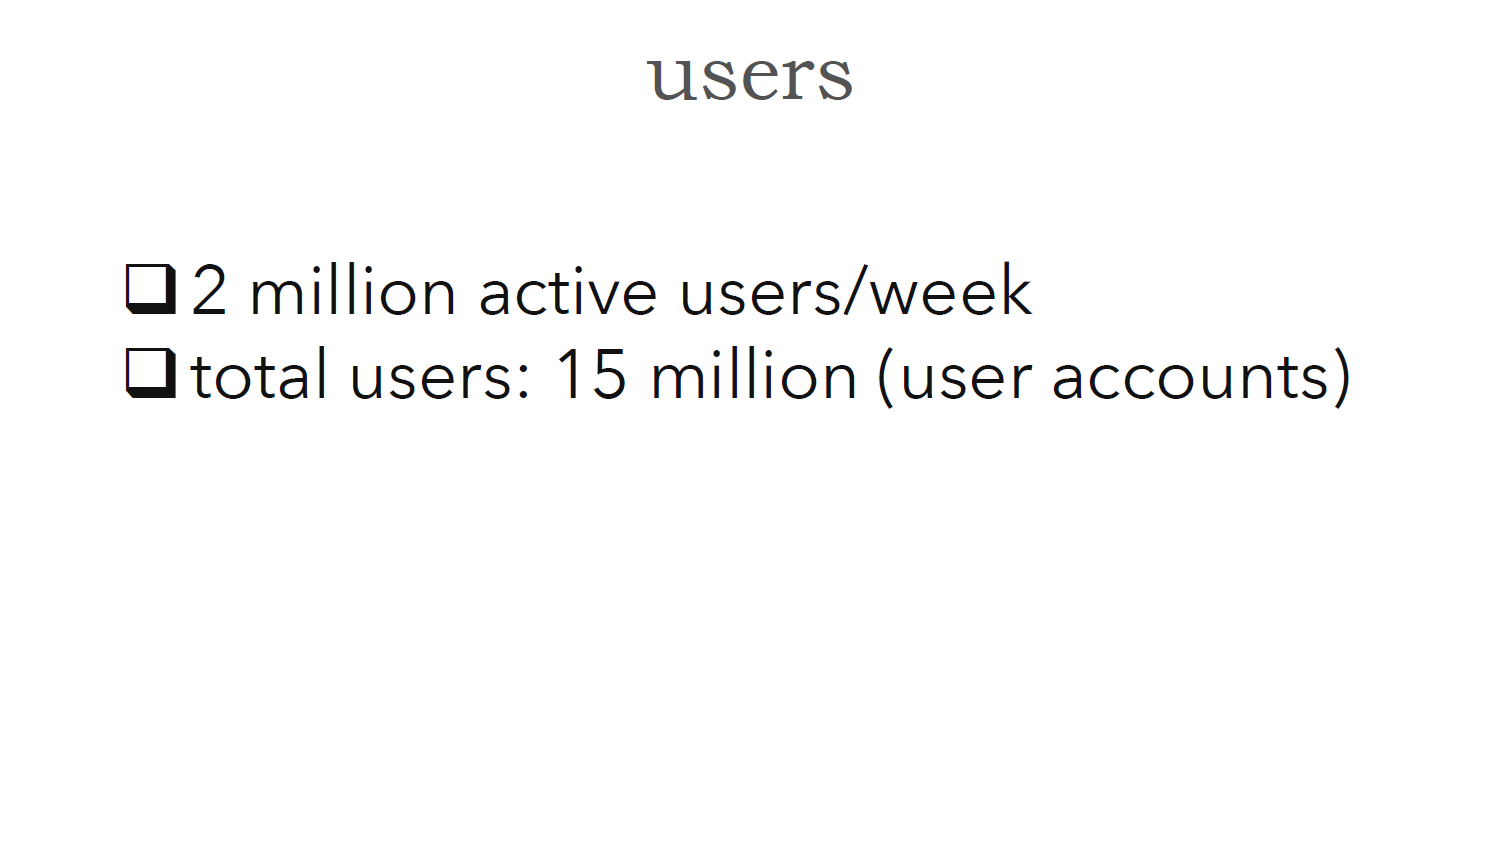 users
❑ 2 million active users/week
❑ total users: 15 million (user accounts)